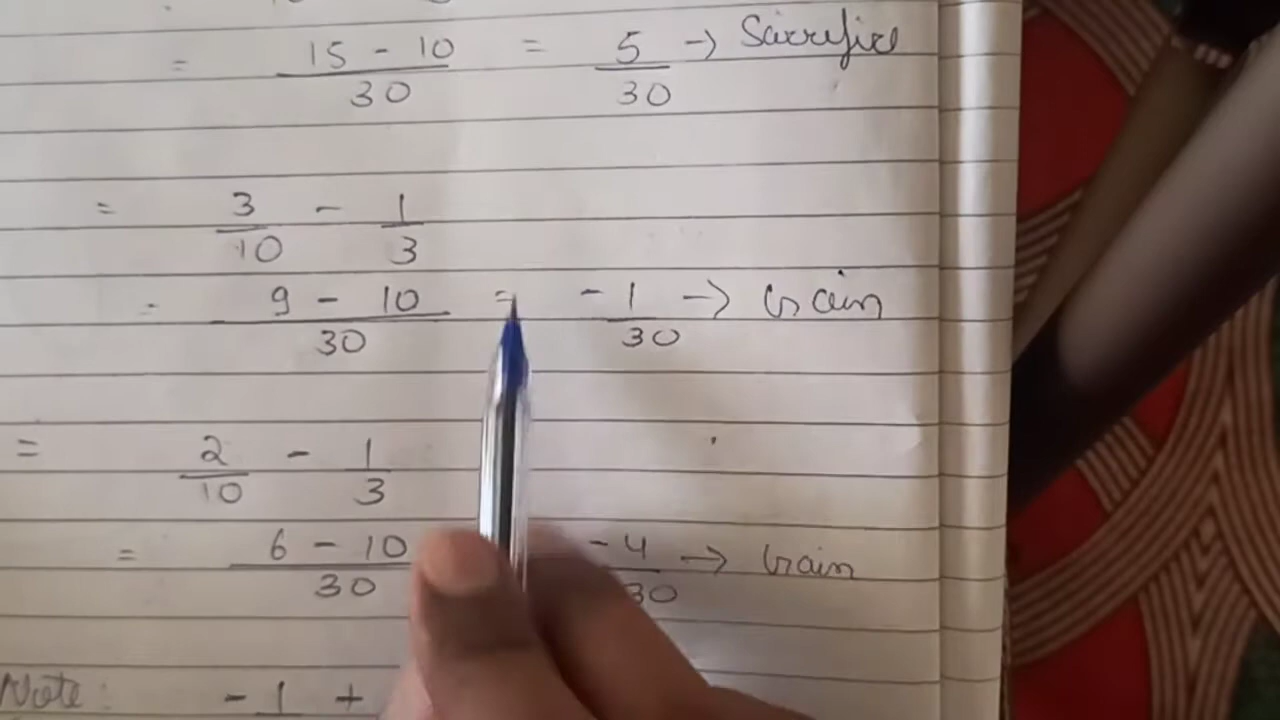 = 15 - 10 / 30 = 5 / 30 → Sacrifice
= 3 / 10 - 1 / 3
= 9 - 10 / 30 = - 1 / 30 → Gain
= 2 / 10 - 1 / 3
= 6 - 10 / 30 - 4 / 30 → Gain
Note: - 1 +